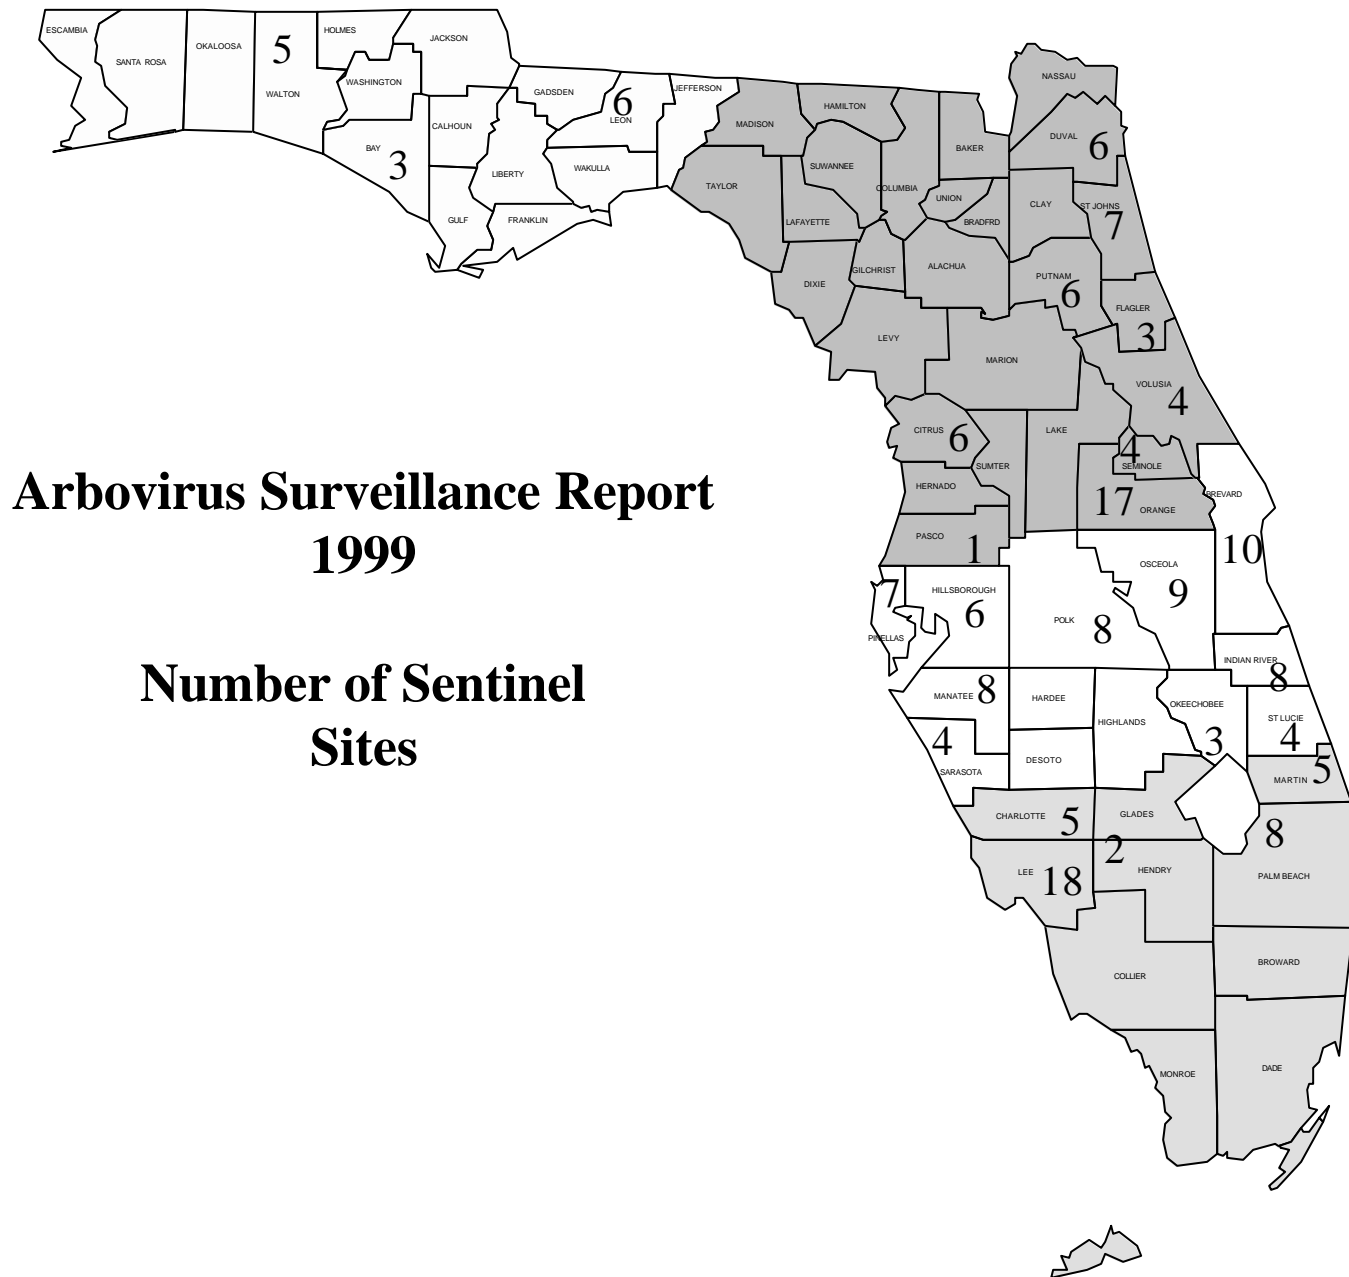 ESCAMBIA
SANTA ROSA
OKALOOSA
5
WALTON
HOLMES
JACKSON
WASHINGTON
BAY
3
CALHOUN
GULF
GADSDEN
LIBERTY
FRANKLIN
6
LEON
WAKULLA
JEFFERSON
MADISON
TAYLOR
HAMILTON
SUWANNEE
LAFAYETTE
DIXIE
COLUMBIA
GILCHRIST
BAKER
UNION
BRADFRD
ALACHUA
LEVY
NASSAU
DUVAL
6
CLAY
ST JOHNS
7
PUTNAM
6
FLAGLER
3
MARION
VOLUSIA
4
CITRUS
6
SUMTER
LAKE
4
SEMINOLE
HERNADO
17
ORANGE
BREVARD
10
PASCO
1
7
PINELLAS
HILLSBOROUGH
6
POLK
8
OSCEOLA
9
INDIAN RIVER
8
MANATEE
8
HARDEE
HIGHLANDS
OKEECHOBEE
3
ST LUCIE
4
4
SARASOTA
DESOTO
MARTIN
5
CHARLOTTE
5
GLADES
2
HENDRY
8
PALM BEACH
LEE
18
COLLIER
BROWARD
MONROE
DADE
Arbovirus Surveillance Report
1999
Number of Sentinel
Sites